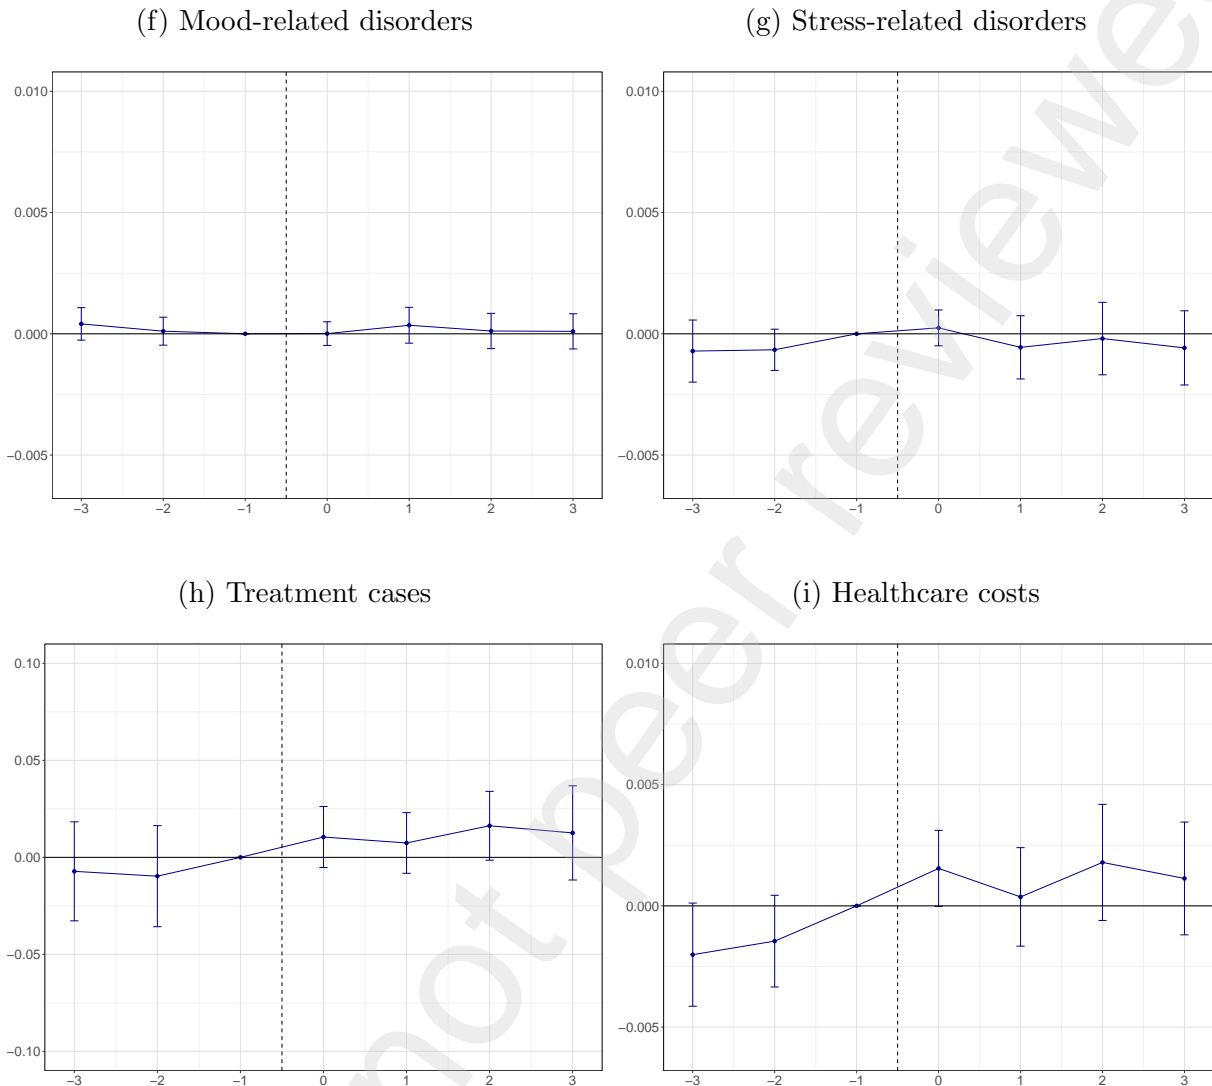 (f) Mood-related disorders
0.010
0.005
0.000
−0.005
−3 −2 −1 0 1 2 3
(g) Stress-related disorders
0.010
0.005
0.000
−0.005
−3 −2 −1 0 1 2 3
(h) Treatment cases
0.10
0.05
0.00
−0.05
−0.10
−3 −2 −1 0 1 2 3
(i) Healthcare costs
0.010
0.005
0.000
−0.005
−3 −2 −1 0 1 2 3
not peer reviewe